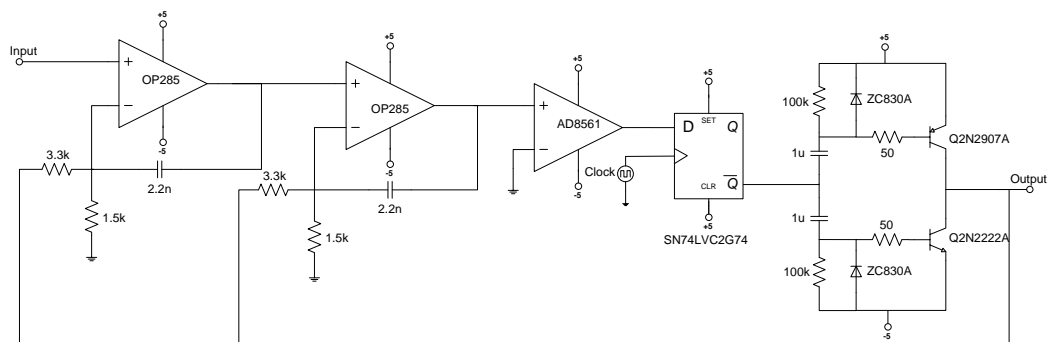 Input
+5
+
−
OP285
-5
3.3k
2.2n
1.5k
+5
+
−
OP285
-5
3.3k
2.2n
1.5k
+5
+
−
AD8561
-5
Clock
+5
D
SET
Q
CLR
Q̅
+5
SN74LVC2G74
+5
100k
ZC830A
1u
50
Q2N2907A
Output
1u
50
Q2N2222A
100k
ZC830A
-5